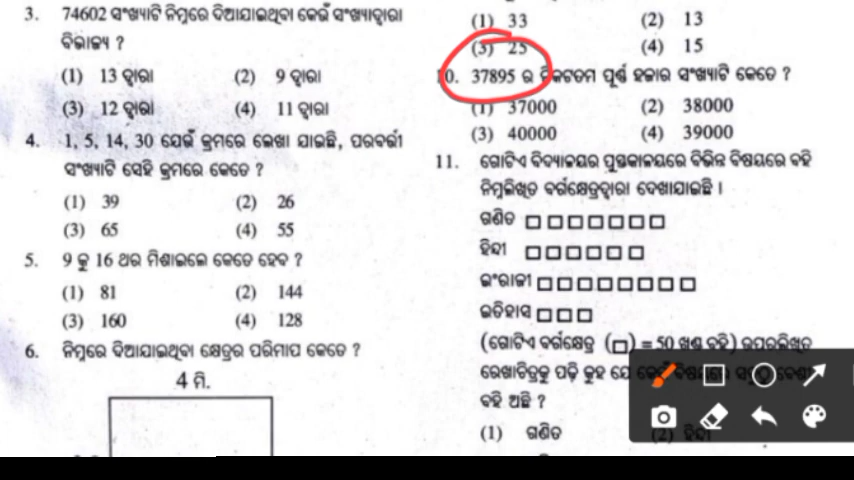 3. 74602 ସଂଖ୍ୟାଟି ନିମ୍ନରେ ଦିଆଯାଇଥିବା କେଉଁ ସଂଖ୍ୟାଦ୍ୱାରା
ବିଭାଜ୍ୟ ?
(1) 13 ଦ୍ୱାରା (2) 9 ଦ୍ୱାରା
(3) 12 ଦ୍ୱାରା (4) 11 ଦ୍ୱାରା
4. 1, 5, 14, 30 ଯେଉଁ କ୍ରମରେ ଲେଖା ଯାଇଛି, ପରବର୍ତ୍ତୀ
ସଂଖ୍ୟାଟି ସେହି କ୍ରମରେ କେତେ ?
(1) 39 (2) 26
(3) 65 (4) 55
5. 9 କୁ 16 ଥର ମିଶାଇଲେ କେତେ ହେବ ?
(1) 81 (2) 144
(3) 160 (4) 128
6. ନିମ୍ନରେ ଦିଆଯାଇଥିବା କ୍ଷେତ୍ରର ପରିମାପ କେତେ ?
4 ମି.
(1) 33 (2) 13
(3) 25 (4) 15
10. 37895 ର ନିକଟତମ ପୂର୍ଣ୍ଣ ହଜାର ସଂଖ୍ୟାଟି କେତେ ?
(1) 37000 (2) 38000
(3) 40000 (4) 39000
11. ଗୋଟିଏ ବିଦ୍ୟାଳୟର ପୁସ୍ତକାଳୟରେ ବିଭିନ୍ନ ବିଷୟରେ ବହି
ନିମ୍ନଲିଖିତ ବର୍ଗକ୍ଷେତ୍ରଦ୍ୱାରା ଦେଖାଯାଇଛି ।
ଗଣିତ □ □ □ □ □ □ □
ହିନ୍ଦୀ □ □ □ □ □ □
ଇଂରାଜୀ □ □ □ □ □ □ □ □
ଇତିହାସ □ □ □
(ଗୋଟିଏ ବର୍ଗକ୍ଷେତ୍ର (□) = 50 ଖଣ୍ଡ ବହି) ଉପରଲିଖିତ
ରେଖାଚିତ୍ରକୁ ପଢ଼ି କୁହ ଯେ କେଉଁ ବିଷୟରେ
ବହି ଅଛି ?
(1) ଗଣିତ (2) ହିନ୍ଦୀ